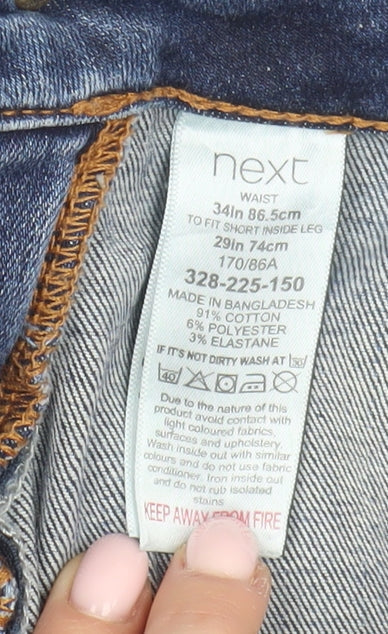 next
WAIST
34In 86.5cm
TO FIT SHORT INSIDE LEG
29in 74cm
170/86A
328-225-150
MADE IN BANGLADESH
91% COTTON
6% POLYESTER
3% ELASTANE
IF IT'S NOT DIRTY WASH AT 30
40
Due to the nature of this
product avoid contact with
light coloured fabrics,
surfaces and upholstery.
Wash inside out with similar
colours and do not use fabric
conditioner. Iron inside out
and do not rub isolated
stains
KEEP AWAY FROM FIRE